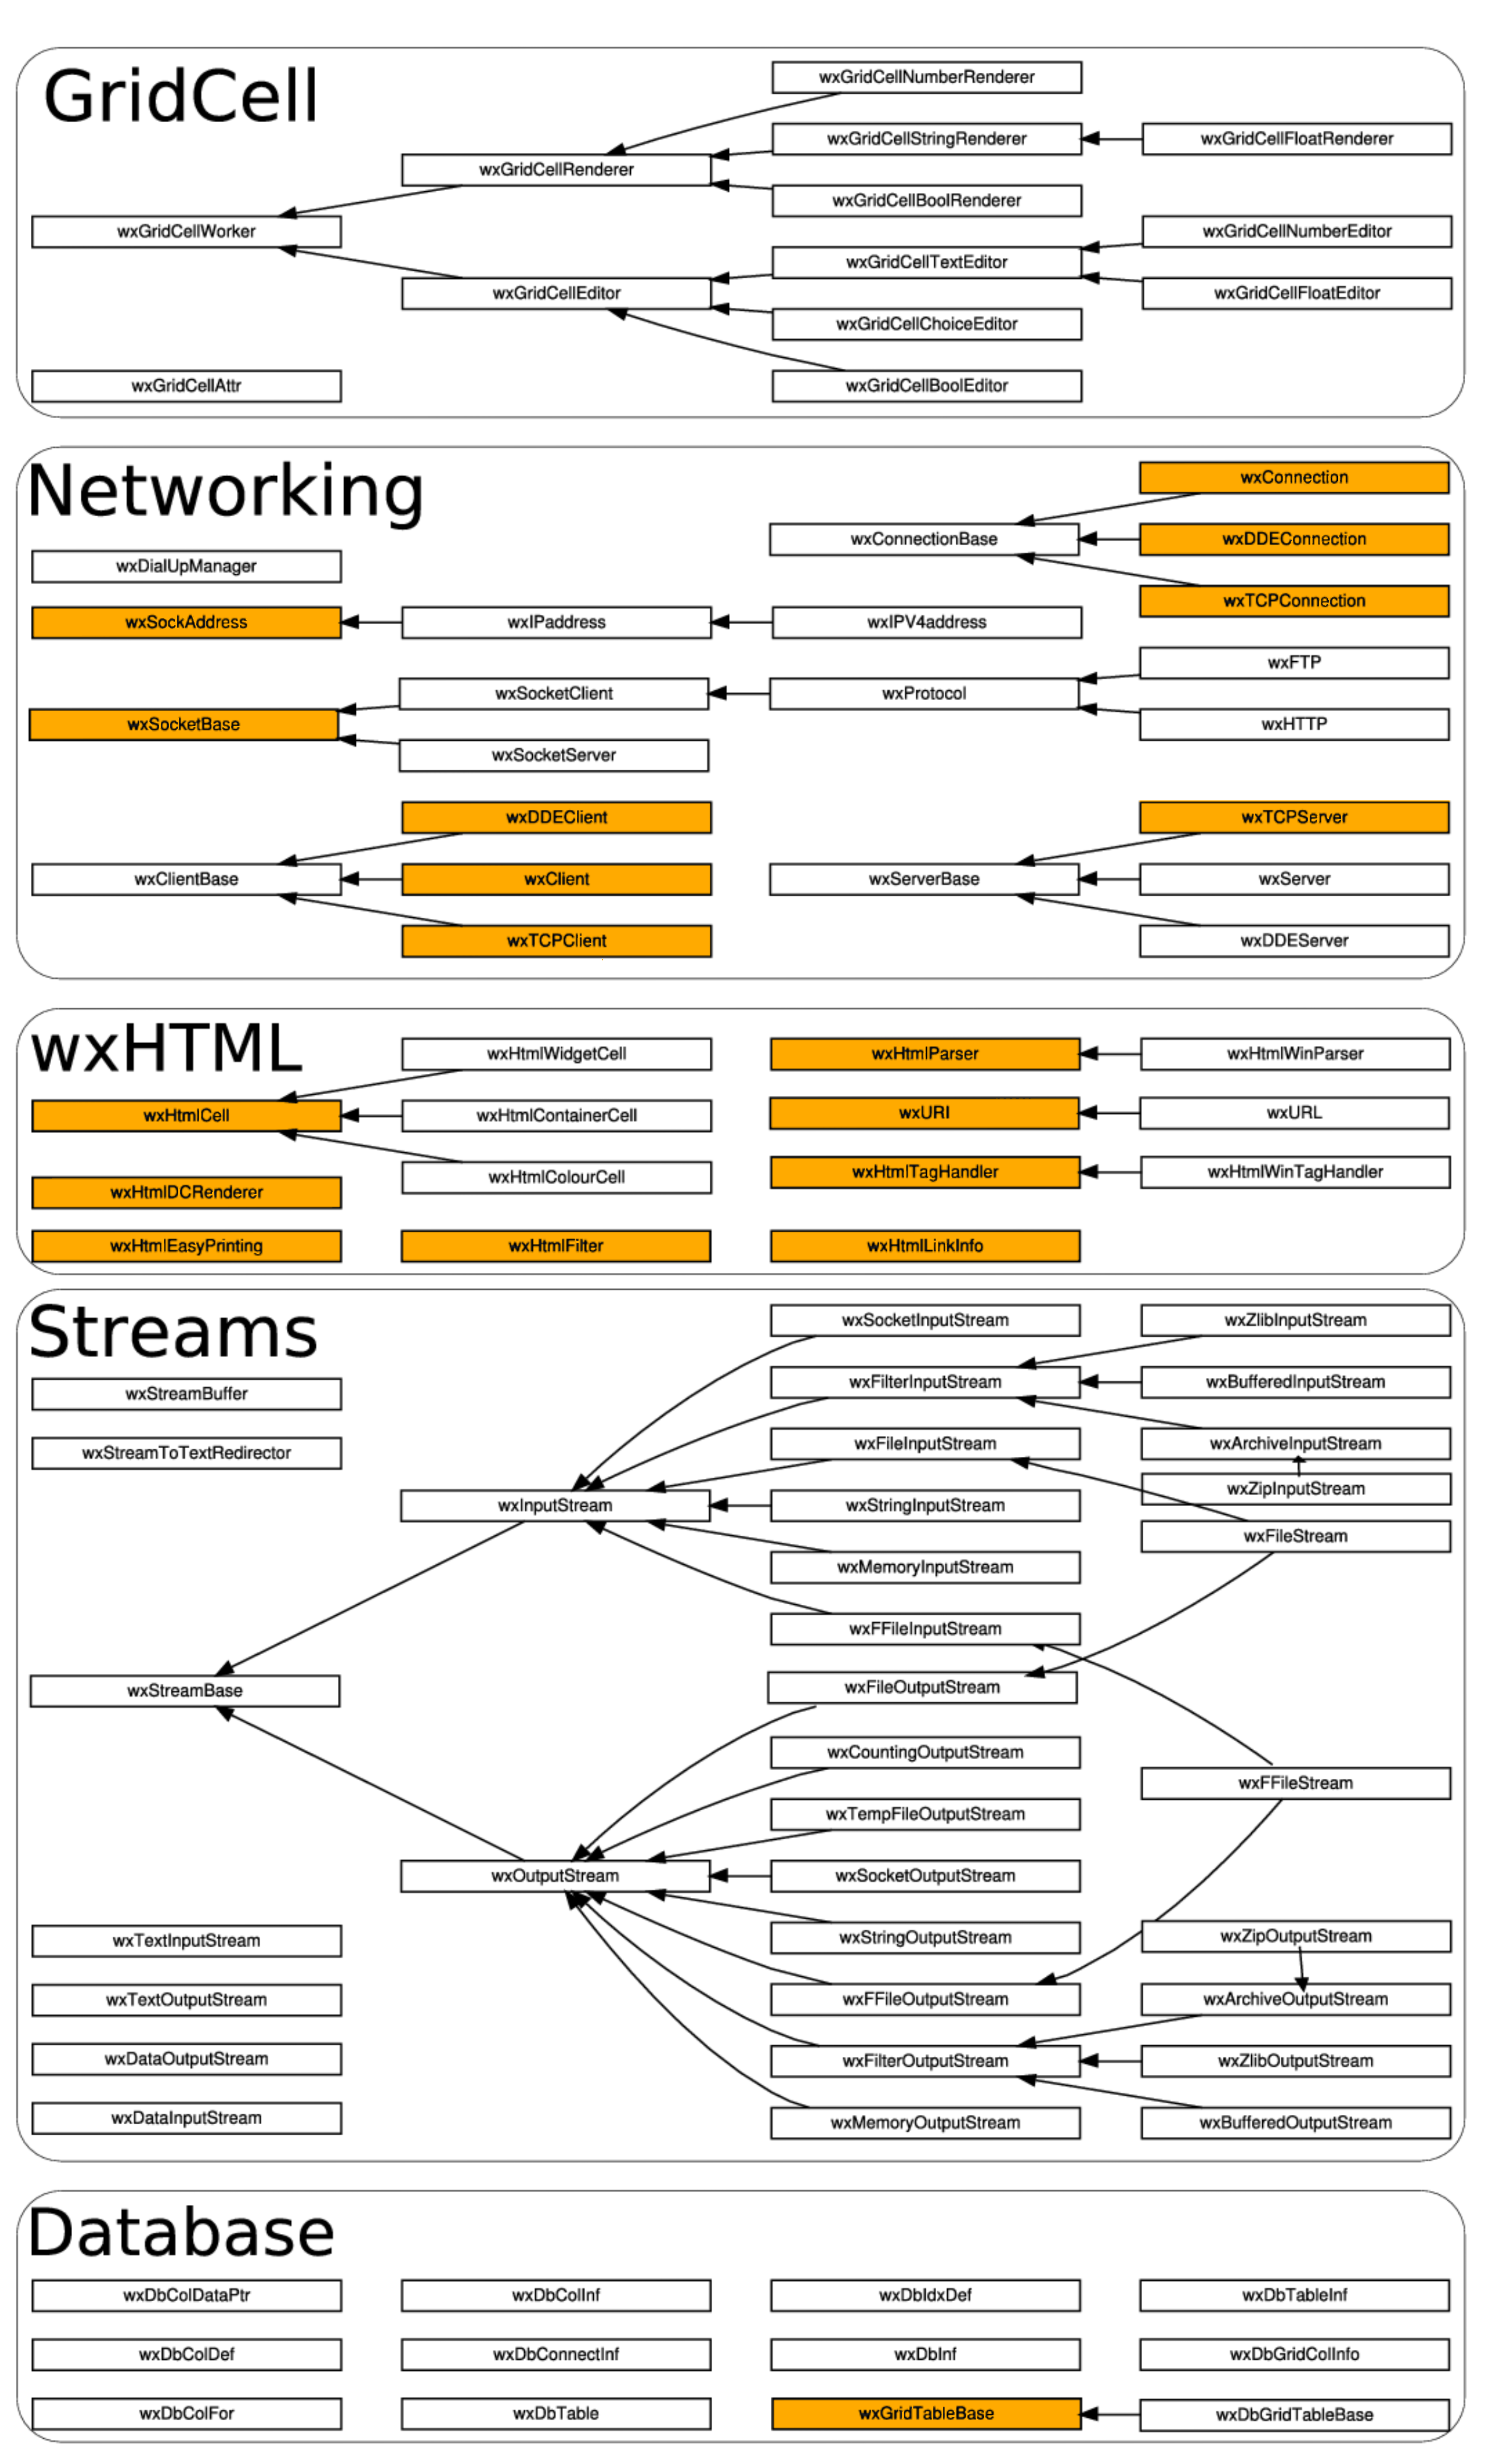 GridCell
wxGridCellNumberRenderer
wxGridCellStringRenderer
wxGridCellFloatRenderer
wxGridCellRenderer
wxGridCellBoolRenderer
wxGridCellWorker
wxGridCellNumberEditor
wxGridCellTextEditor
wxGridCellEditor
wxGridCellFloatEditor
wxGridCellChoiceEditor
wxGridCellAttr
wxGridCellBoolEditor
Networking
wxConnection
wxConnectionBase
wxDDEConnection
wxDialUpManager
wxTCPConnection
wxSockAddress
wxIPaddress
wxIPV4address
wxFTP
wxSocketClient
wxProtocol
wxSocketBase
wxHTTP
wxSocketServer
wxDDEClient
wxTCPServer
wxClientBase
wxClient
wxServerBase
wxServer
wxTCPClient
wxDDEServer
wxHTML
wxHtmlWidgetCell
wxHtmlParser
wxHtmlWinParser
wxHtmlCell
wxHtmlContainerCell
wxURI
wxURL
wxHtmlColourCell
wxHtmlTagHandler
wxHtmlWinTagHandler
wxHtmlDCRenderer
wxHtmlEasyPrinting
wxHtmlFilter
wxHtmlLinkInfo
Streams
wxSocketInputStream
wxZlibInputStream
wxStreamBuffer
wxFilterInputStream
wxBufferedInputStream
wxStreamToTextRedirector
wxFileInputStream
wxArchiveInputStream
wxZipInputStream
wxInputStream
wxStringInputStream
wxFileStream
wxMemoryInputStream
wxFFileInputStream
wxStreamBase
wxFileOutputStream
wxCountingOutputStream
wxFFileStream
wxTempFileOutputStream
wxOutputStream
wxSocketOutputStream
wxTextInputStream
wxStringOutputStream
wxZipOutputStream
wxTextOutputStream
wxFFileOutputStream
wxArchiveOutputStream
wxDataOutputStream
wxFilterOutputStream
wxZlibOutputStream
wxDataInputStream
wxMemoryOutputStream
wxBufferedOutputStream
Database
wxDbColDataPtr
wxDbColInf
wxDbIdxDef
wxDbTableInf
wxDbColDef
wxDbConnectInf
wxDbInf
wxDbGridColInfo
wxDbColFor
wxDbTable
wxGridTableBase
wxDbGridTableBase